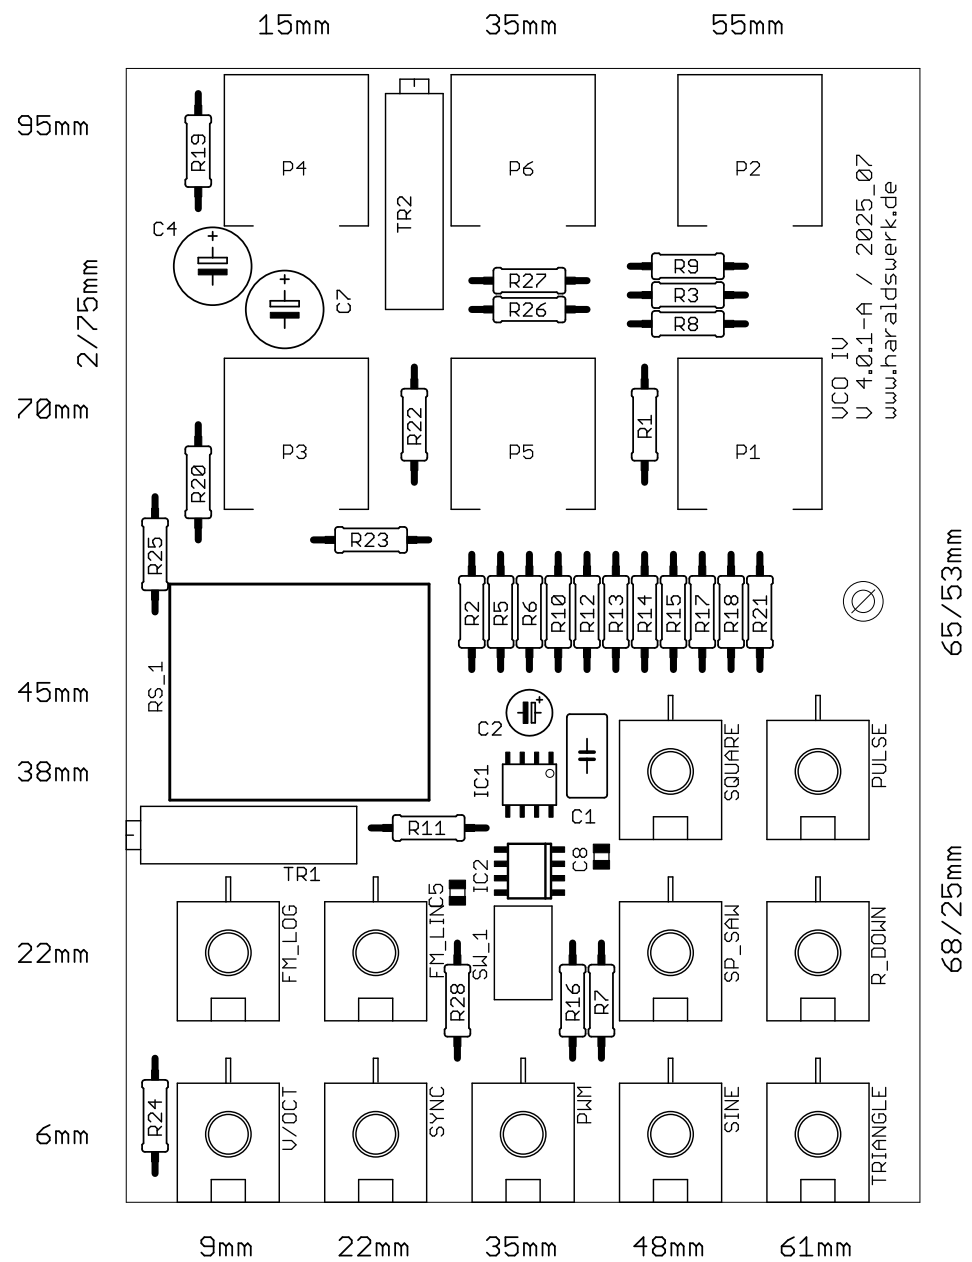 15mm
35mm
55mm
95mm
R19
P4
P6
P2
TR2
C4
+
+
C7
R27
R26
R9
R3
R8
2/75mm
VCO IV
V 4.0.1-A / 2025_07
www.haraldswerk.de
70mm
R22
R1
P3
P5
P1
R20
R25
R23
R2
R5
R6
R10
R12
R13
R14
R15
R17
R18
R21
65/53mm
RS_1
45mm
C2
+
38mm
IC1
C1
SQUARE
PULSE
R11
TR1
IC2
C8
C5
68/25mm
22mm
FM_LOG
FM_LIN
SW_1
R28
R16
R7
SP_SAW
R_DOWN
6mm
R24
V/OCT
SYNC
PWM
SINE
TRIANGLE
9mm
22mm
35mm
48mm
61mm